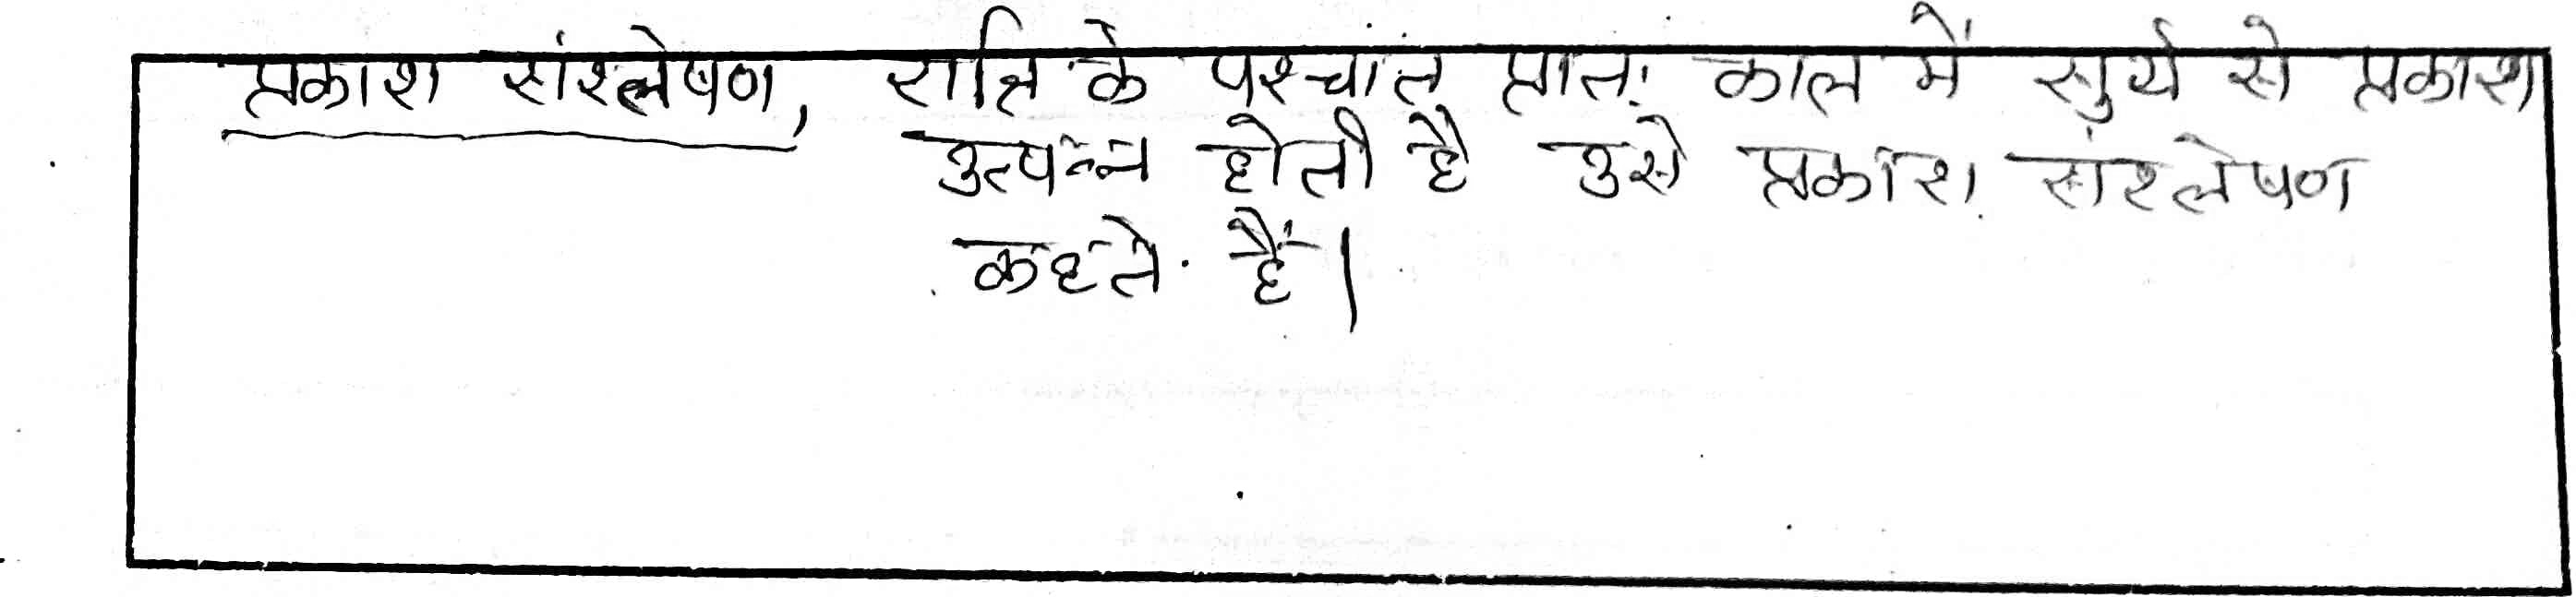 प्रकाश संश्लेषण, रात्रि के पश्चांत प्रात: काल में सुर्य से प्रकाश
उत्पन्न होती है उसे प्रकाश संश्लेषण
कहते हैं।